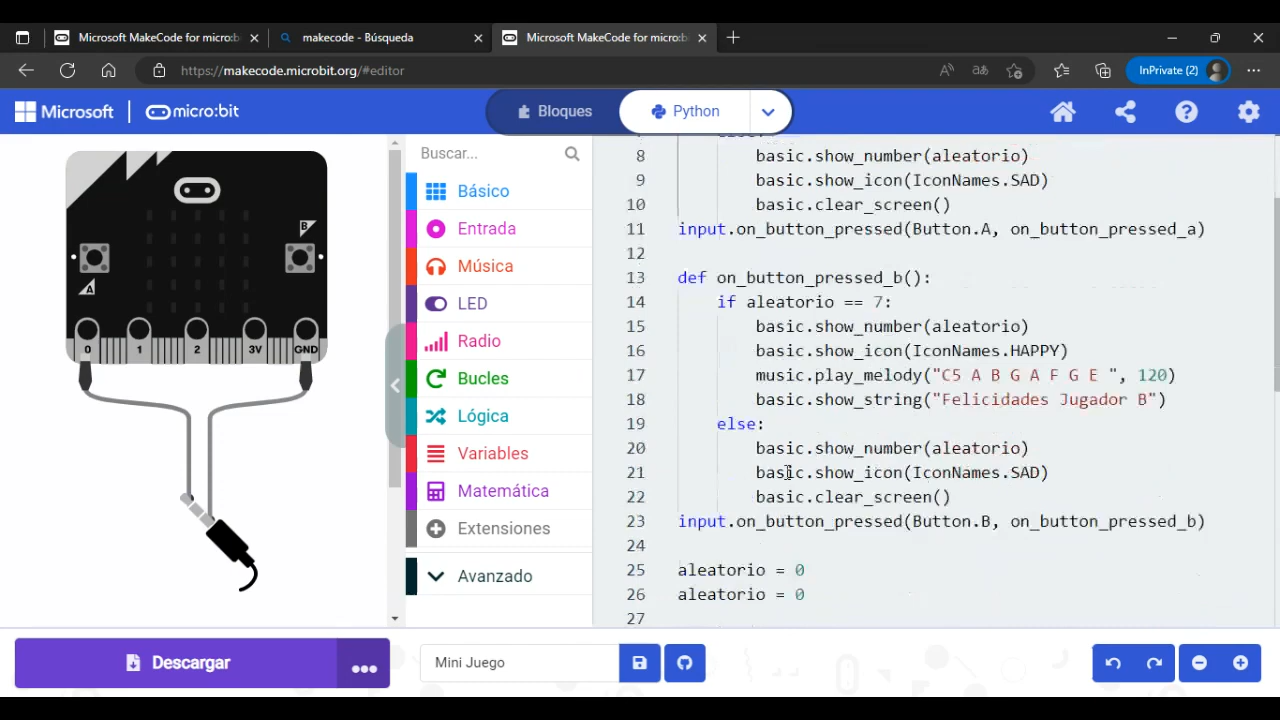 Microsoft MakeCode for micro:b
makecode - Búsqueda
Microsoft MakeCode for micro:b
https://makecode.microbit.org/#editor
InPrivate (2)
Microsoft
micro:bit
Bloques
Python
Buscar...
Básico
Entrada
Música
LED
Radio
Bucles
Lógica
Variables
Matemática
Extensiones
Avanzado
A
B
0 1 2 3V GND
8 basic.show_number(aleatorio)
9 basic.show_icon(IconNames.SAD)
10 basic.clear_screen()
11 input.on_button_pressed(Button.A, on_button_pressed_a)
12
13 def on_button_pressed_b():
14 if aleatorio == 7:
15 basic.show_number(aleatorio)
16 basic.show_icon(IconNames.HAPPY)
17 music.play_melody("C5 A B G A F G E ", 120)
18 basic.show_string("Felicidades Jugador B")
19 else:
20 basic.show_number(aleatorio)
21 basic.show_icon(IconNames.SAD)
22 basic.clear_screen()
23 input.on_button_pressed(Button.B, on_button_pressed_b)
24
25 aleatorio = 0
26 aleatorio = 0
27
Descargar
Mini Juego